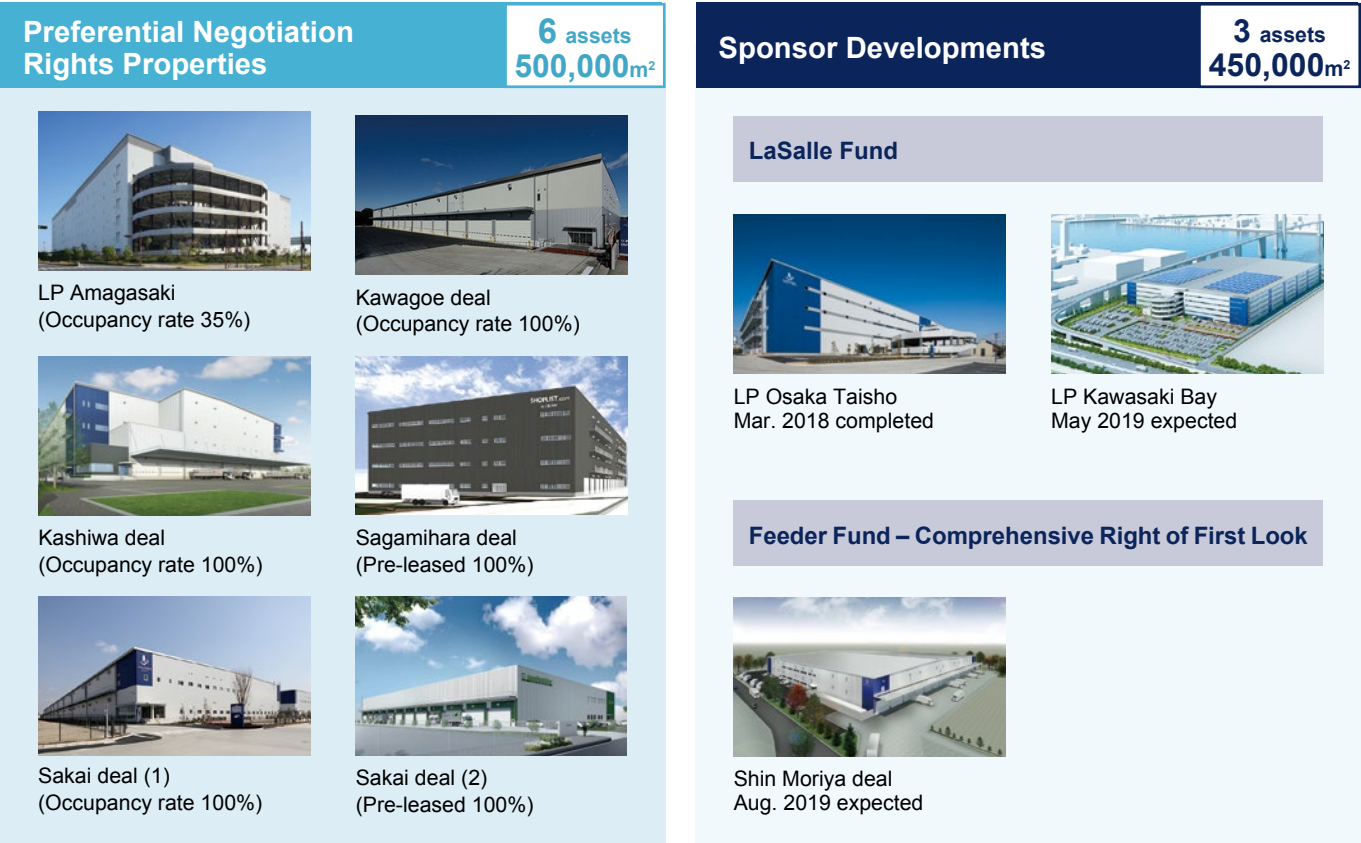 Preferential Negotiation
Rights Properties
6 assets
500,000m²
LP Amagasaki
(Occupancy rate 35%)
Kawagoe deal
(Occupancy rate 100%)
Kashiwa deal
(Occupancy rate 100%)
SHOPLIST.com
Sagamihara deal
(Pre-leased 100%)
Sakai deal (1)
(Occupancy rate 100%)
Sakai deal (2)
(Pre-leased 100%)
Sponsor Developments
3 assets
450,000m²
LaSalle Fund
LP Osaka Taisho
Mar. 2018 completed
LP Kawasaki Bay
May 2019 expected
Feeder Fund – Comprehensive Right of First Look
Shin Moriya deal
Aug. 2019 expected